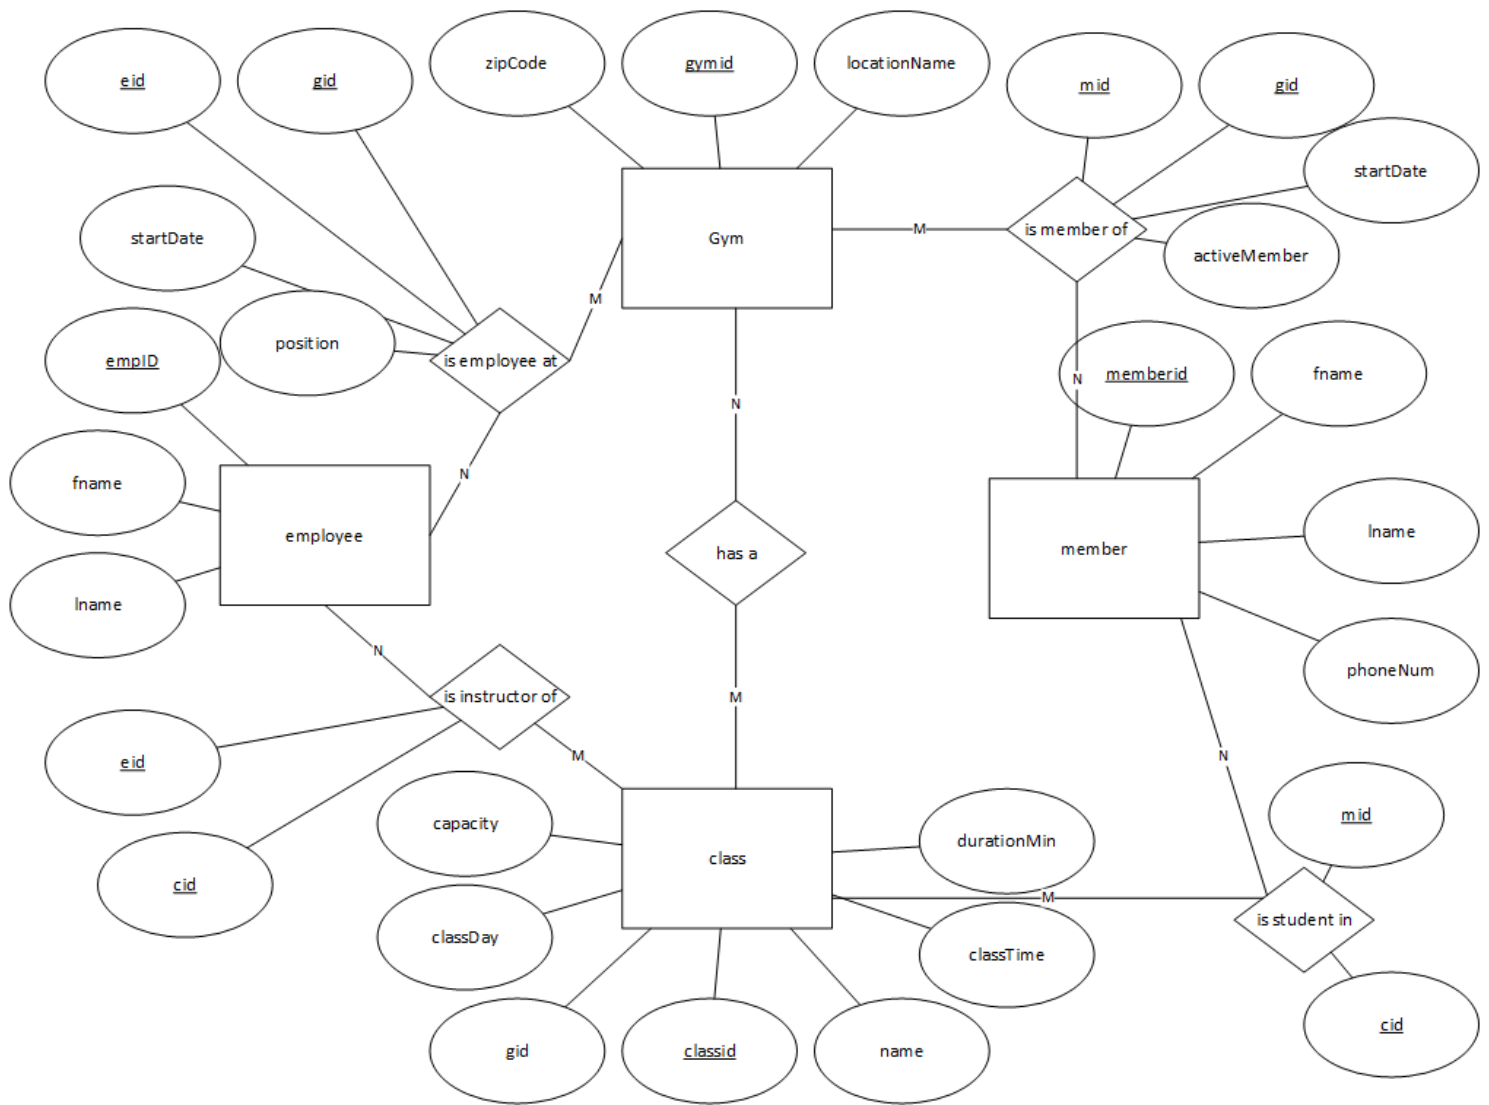 zipCode
gymid
locationName
eid
gid
mid
gid
startDate
startDate
Gym
M
is member of
activeMember
M
position
empID
is employee at
N
memberid
fname
N
N
fname
employee
lname
has a
member
lname
N
is instructor of
M
phoneNum
eid
M
N
capacity
durationMin
mid
class
cid
M
is student in
classDay
classTime
gid
classid
name
cid